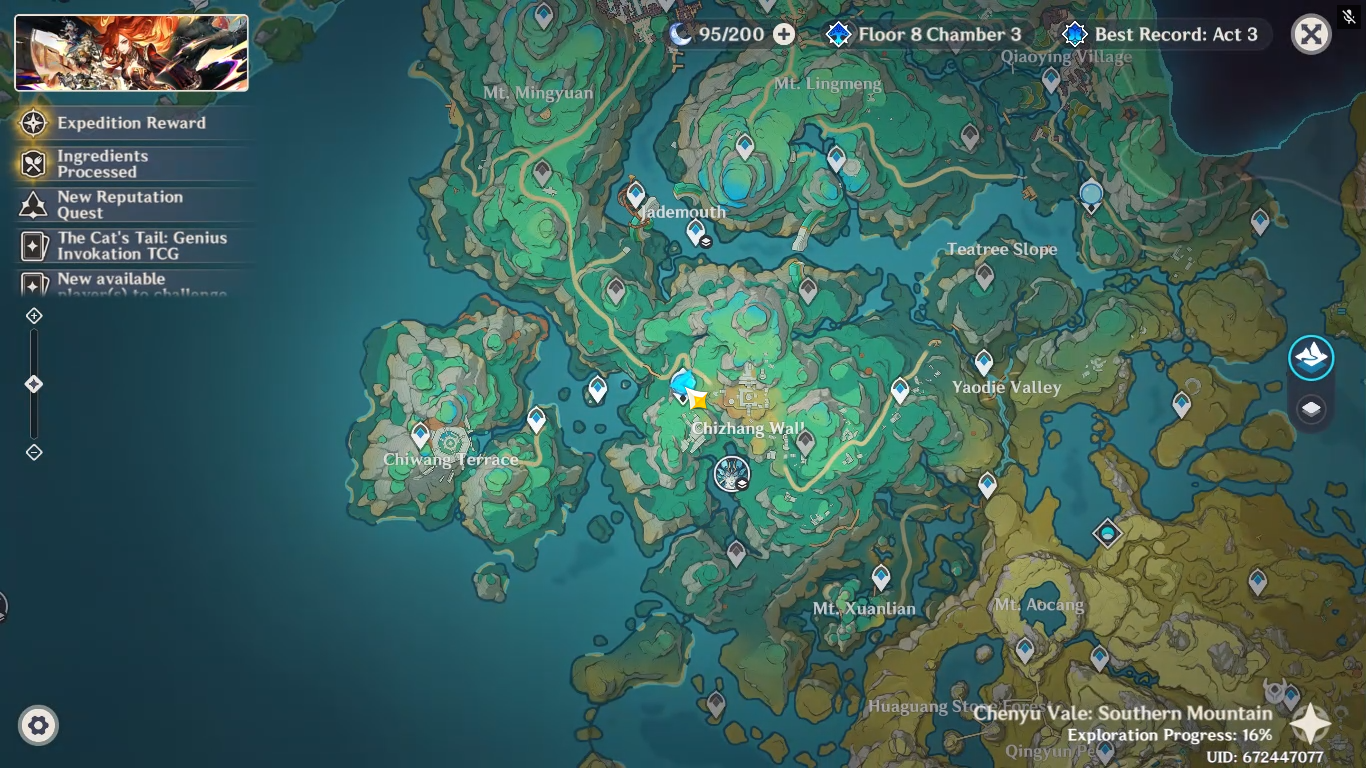 95/200
Floor 8 Chamber 3
Best Record: Act 3
Qiaoying Village
Mt. Mingyuan
Mt. Lingmeng
Expedition Reward
Ingredients
Processed
New Reputation
Quest
The Cat's Tail: Genius
Invokation TCG
New available
player(s) to challenge
Jademouth
Teatree Slope
Yaodie Valley
Chizhang Wall
Chiwang Terrace
Mt. Xuanlian
Mt. Aocang
Huaguang Stone Forest
Chenyu Vale: Southern Mountain
Exploration Progress: 16%
Qingyun Pe
UID: 672447077